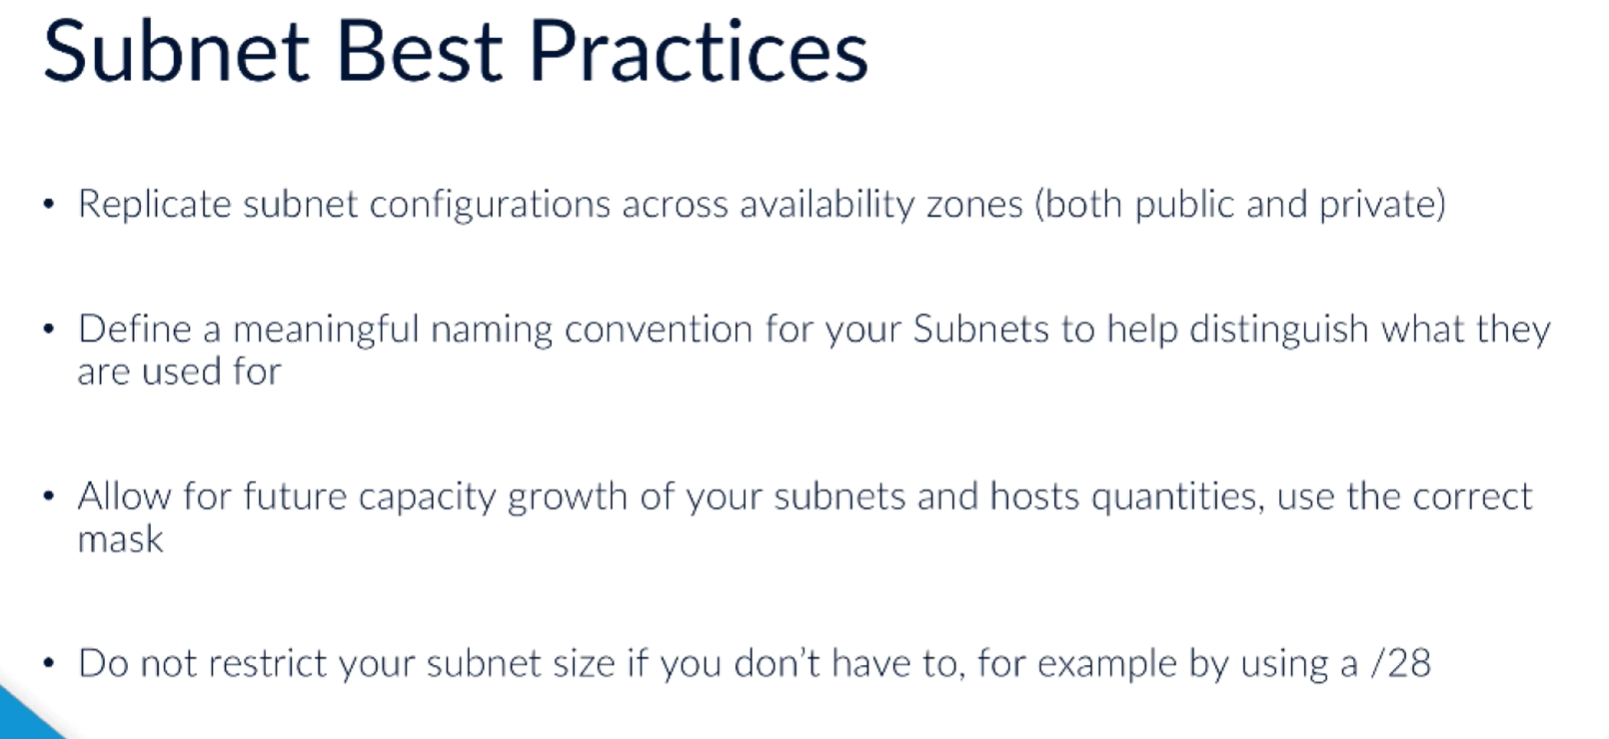 Subnet Best Practices
• Replicate subnet configurations across availability zones (both public and private)
• Define a meaningful naming convention for your Subnets to help distinguish what they
are used for
• Allow for future capacity growth of your subnets and hosts quantities, use the correct
mask
• Do not restrict your subnet size if you don’t have to, for example by using a /28